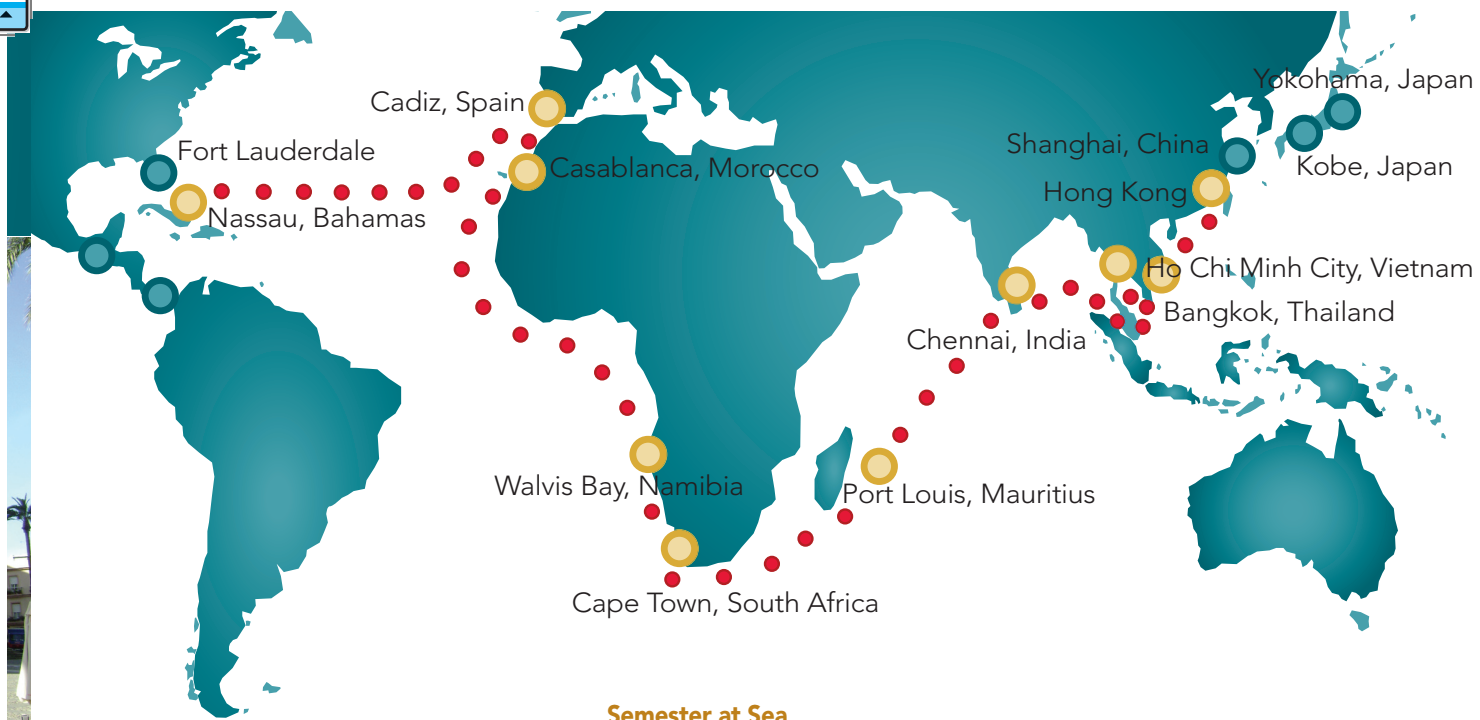 Yokohama, Japan
Cadiz, Spain
Shanghai, China
Fort Lauderdale
Kobe, Japan
Casablanca, Morocco
Hong Kong
Nassau, Bahamas
Ho Chi Minh City, Vietnam
Bangkok, Thailand
Chennai, India
Walvis Bay, Namibia
Port Louis, Mauritius
Cape Town, South Africa
Semester at Sea